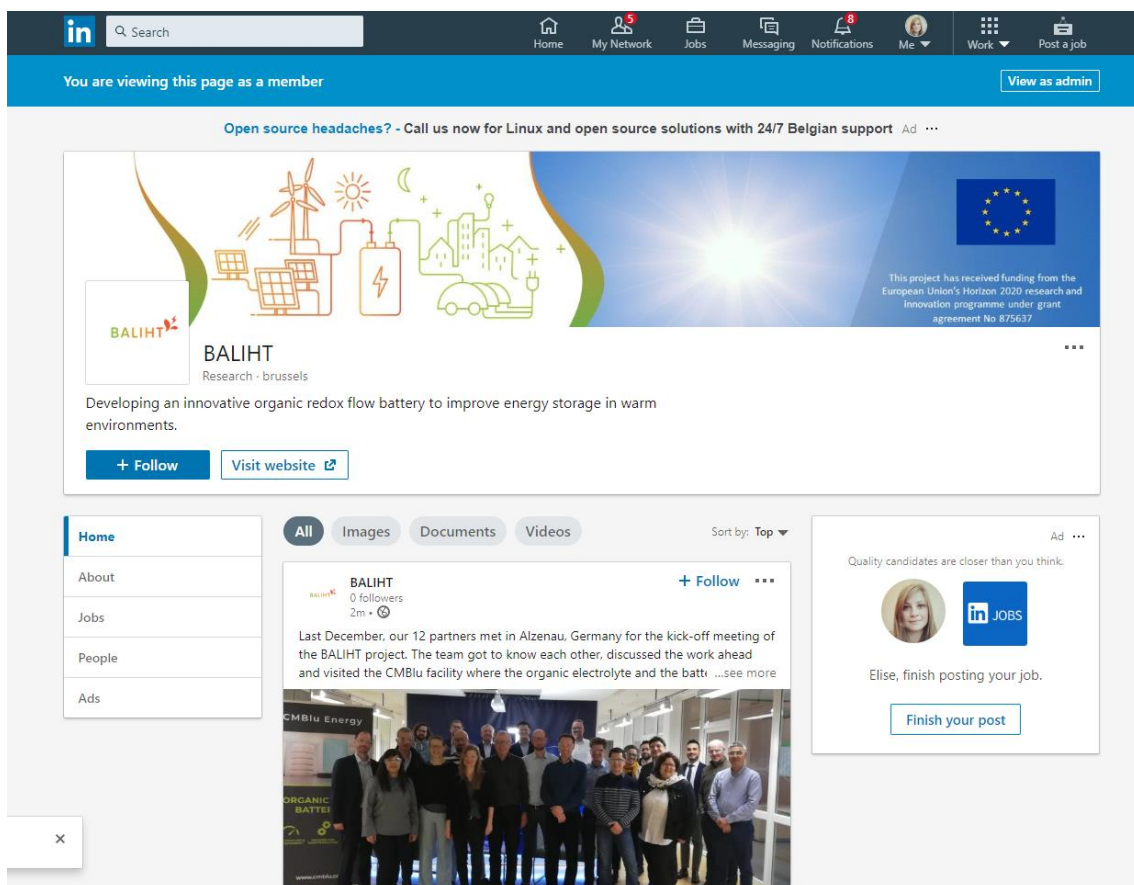 in
Search
Home
5
My Network
Jobs
Messaging
8
Notifications
Me
Work
Post a job
You are viewing this page as a member
View as admin
Open source headaches? - Call us now for Linux and open source solutions with 24/7 Belgian support Ad ···
This project has received funding from the
European Union's Horizon 2020 research and
innovation programme under grant
agreement No 875637
BALIHT
BALIHT
Research · brussels
Developing an innovative organic redox flow battery to improve energy storage in warm
environments.
+ Follow
Visit website
Home
About
Jobs
People
Ads
All
Images
Documents
Videos
Sort by: Top
BALIHT
BALIHT
0 followers
2m •
+ Follow ···
Last December, our 12 partners met in Alzenau, Germany for the kick-off meeting of
the BALIHT project. The team got to know each other, discussed the work ahead
and visited the CMBlu facility where the organic electrolyte and the batt ...see more
CMBlu Energy
ORGANIC
Ad ···
Quality candidates are closer than you think.
in JOBS
Elise, finish posting your job.
Finish your post